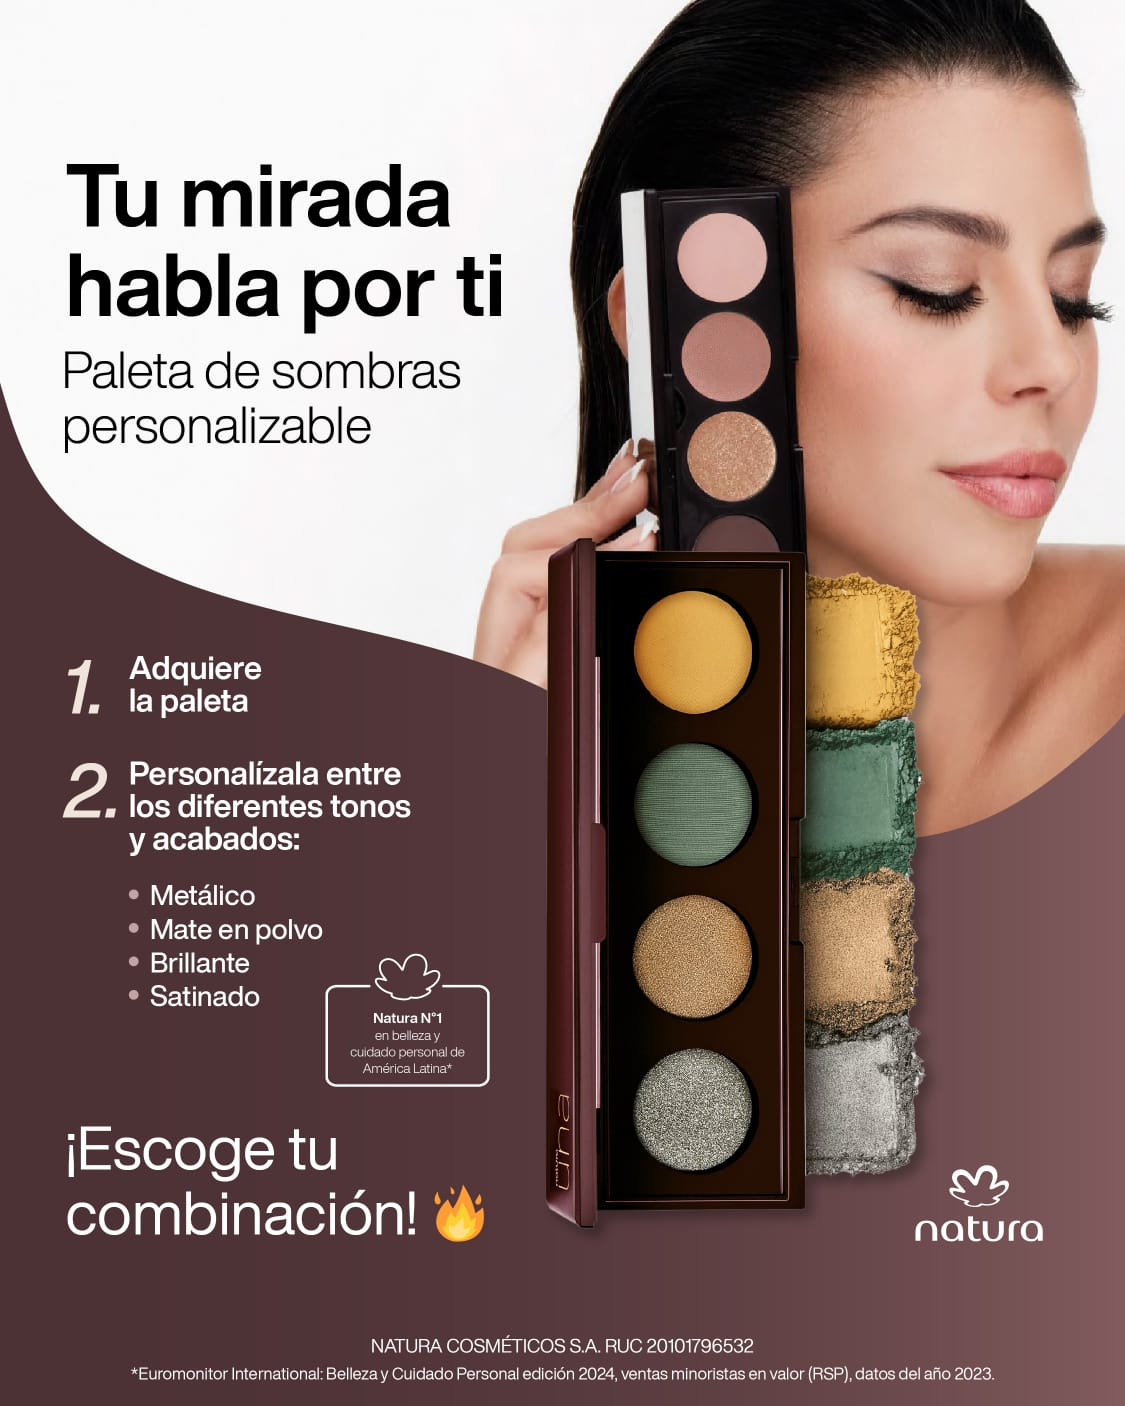 Tu mirada
habla por ti
Paleta de sombras
personalizable
1. Adquiere
la paleta
2. Personalízala entre
los diferentes tonos
y acabados:
• Metálico
• Mate en polvo
• Brillante
• Satinado
Natura N°1
en belleza y
cuidado personal de
América Latina*
¡Escoge tu
combinación! 🔥
natura
una
natura
NATURA COSMÉTICOS S.A. RUC 20101796532
*Euromonitor International: Belleza y Cuidado Personal edición 2024, ventas minoristas en valor (RSP), datos del año 2023.